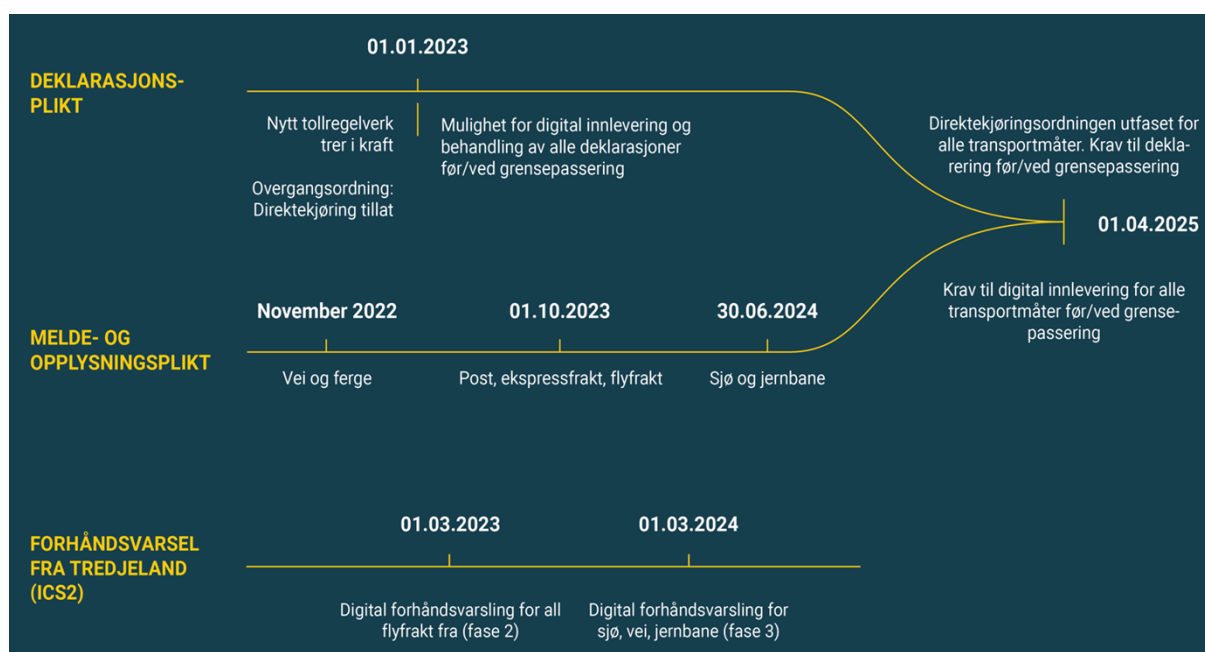 01.01.2023
DEKLARASJONS-
PLIKT
Nytt tollregelverk
trer i kraft
Overgangsordning:
Direktekjøring tillat
Mulighet for digital innlevering og
behandling av alle deklarasjoner
før/ved grensepassering
Direktekjøringsordningen utfaset for
alle transportmåter. Krav til dekla-
rering før/ved grensepassering
01.04.2025
Krav til digital innlevering for alle
transportmåter før/ved grense-
passering
MELDE- OG
OPPLYSNINGSPLIKT
November 2022
Vei og ferge
01.10.2023
Post, ekspressfrakt, flyfrakt
30.06.2024
Sjø og jernbane
FORHÅNDSVARSEL
FRA TREDJELAND
(ICS2)
01.03.2023
Digital forhåndsvarsling for all
flyfrakt fra (fase 2)
01.03.2024
Digital forhåndsvarsling for
sjø, vei, jernbane (fase 3)